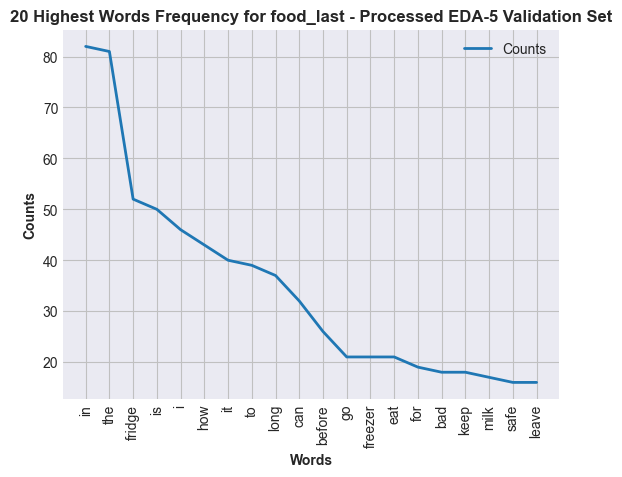 20 Highest Words Frequency for food_last - Processed EDA-5 Validation Set
Counts
80
70
60
50
40
30
20
Counts
in
the
fridge
is
i
how
it
to
long
can
before
go
freezer
eat
for
bad
keep
milk
safe
leave
Words